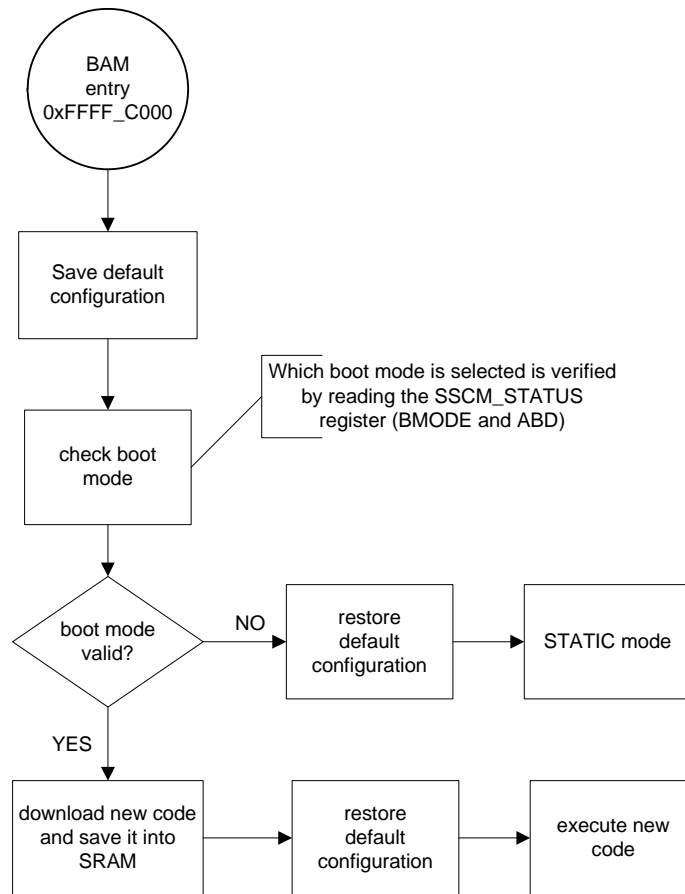 BAM
entry
0xFFFF_C000
Save default
configuration
Which boot mode is selected is verified
by reading the SSCM_STATUS
register (BMODE and ABD)
check boot
mode
boot mode
valid?
NO
restore
default
configuration
STATIC mode
YES
download new code
and save it into
SRAM
restore
default
configuration
execute new
code